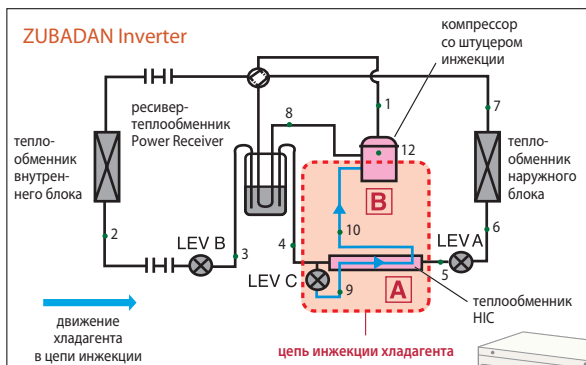 ZUBADAN Inverter
компрессор
со штуцером
инжекции
ресивер-
теплообменник
Power Receiver
тепло-
обменник
внутрен-
него блока
тепло-
обменник
наружного
блока
1
7
8
12
B
2
10
6
LEV B
3
4
LEV A
5
LEV C
9
A
теплообменник
HIC
движение
хладагента
в цепи инжекции
цепь инжекции хладагента